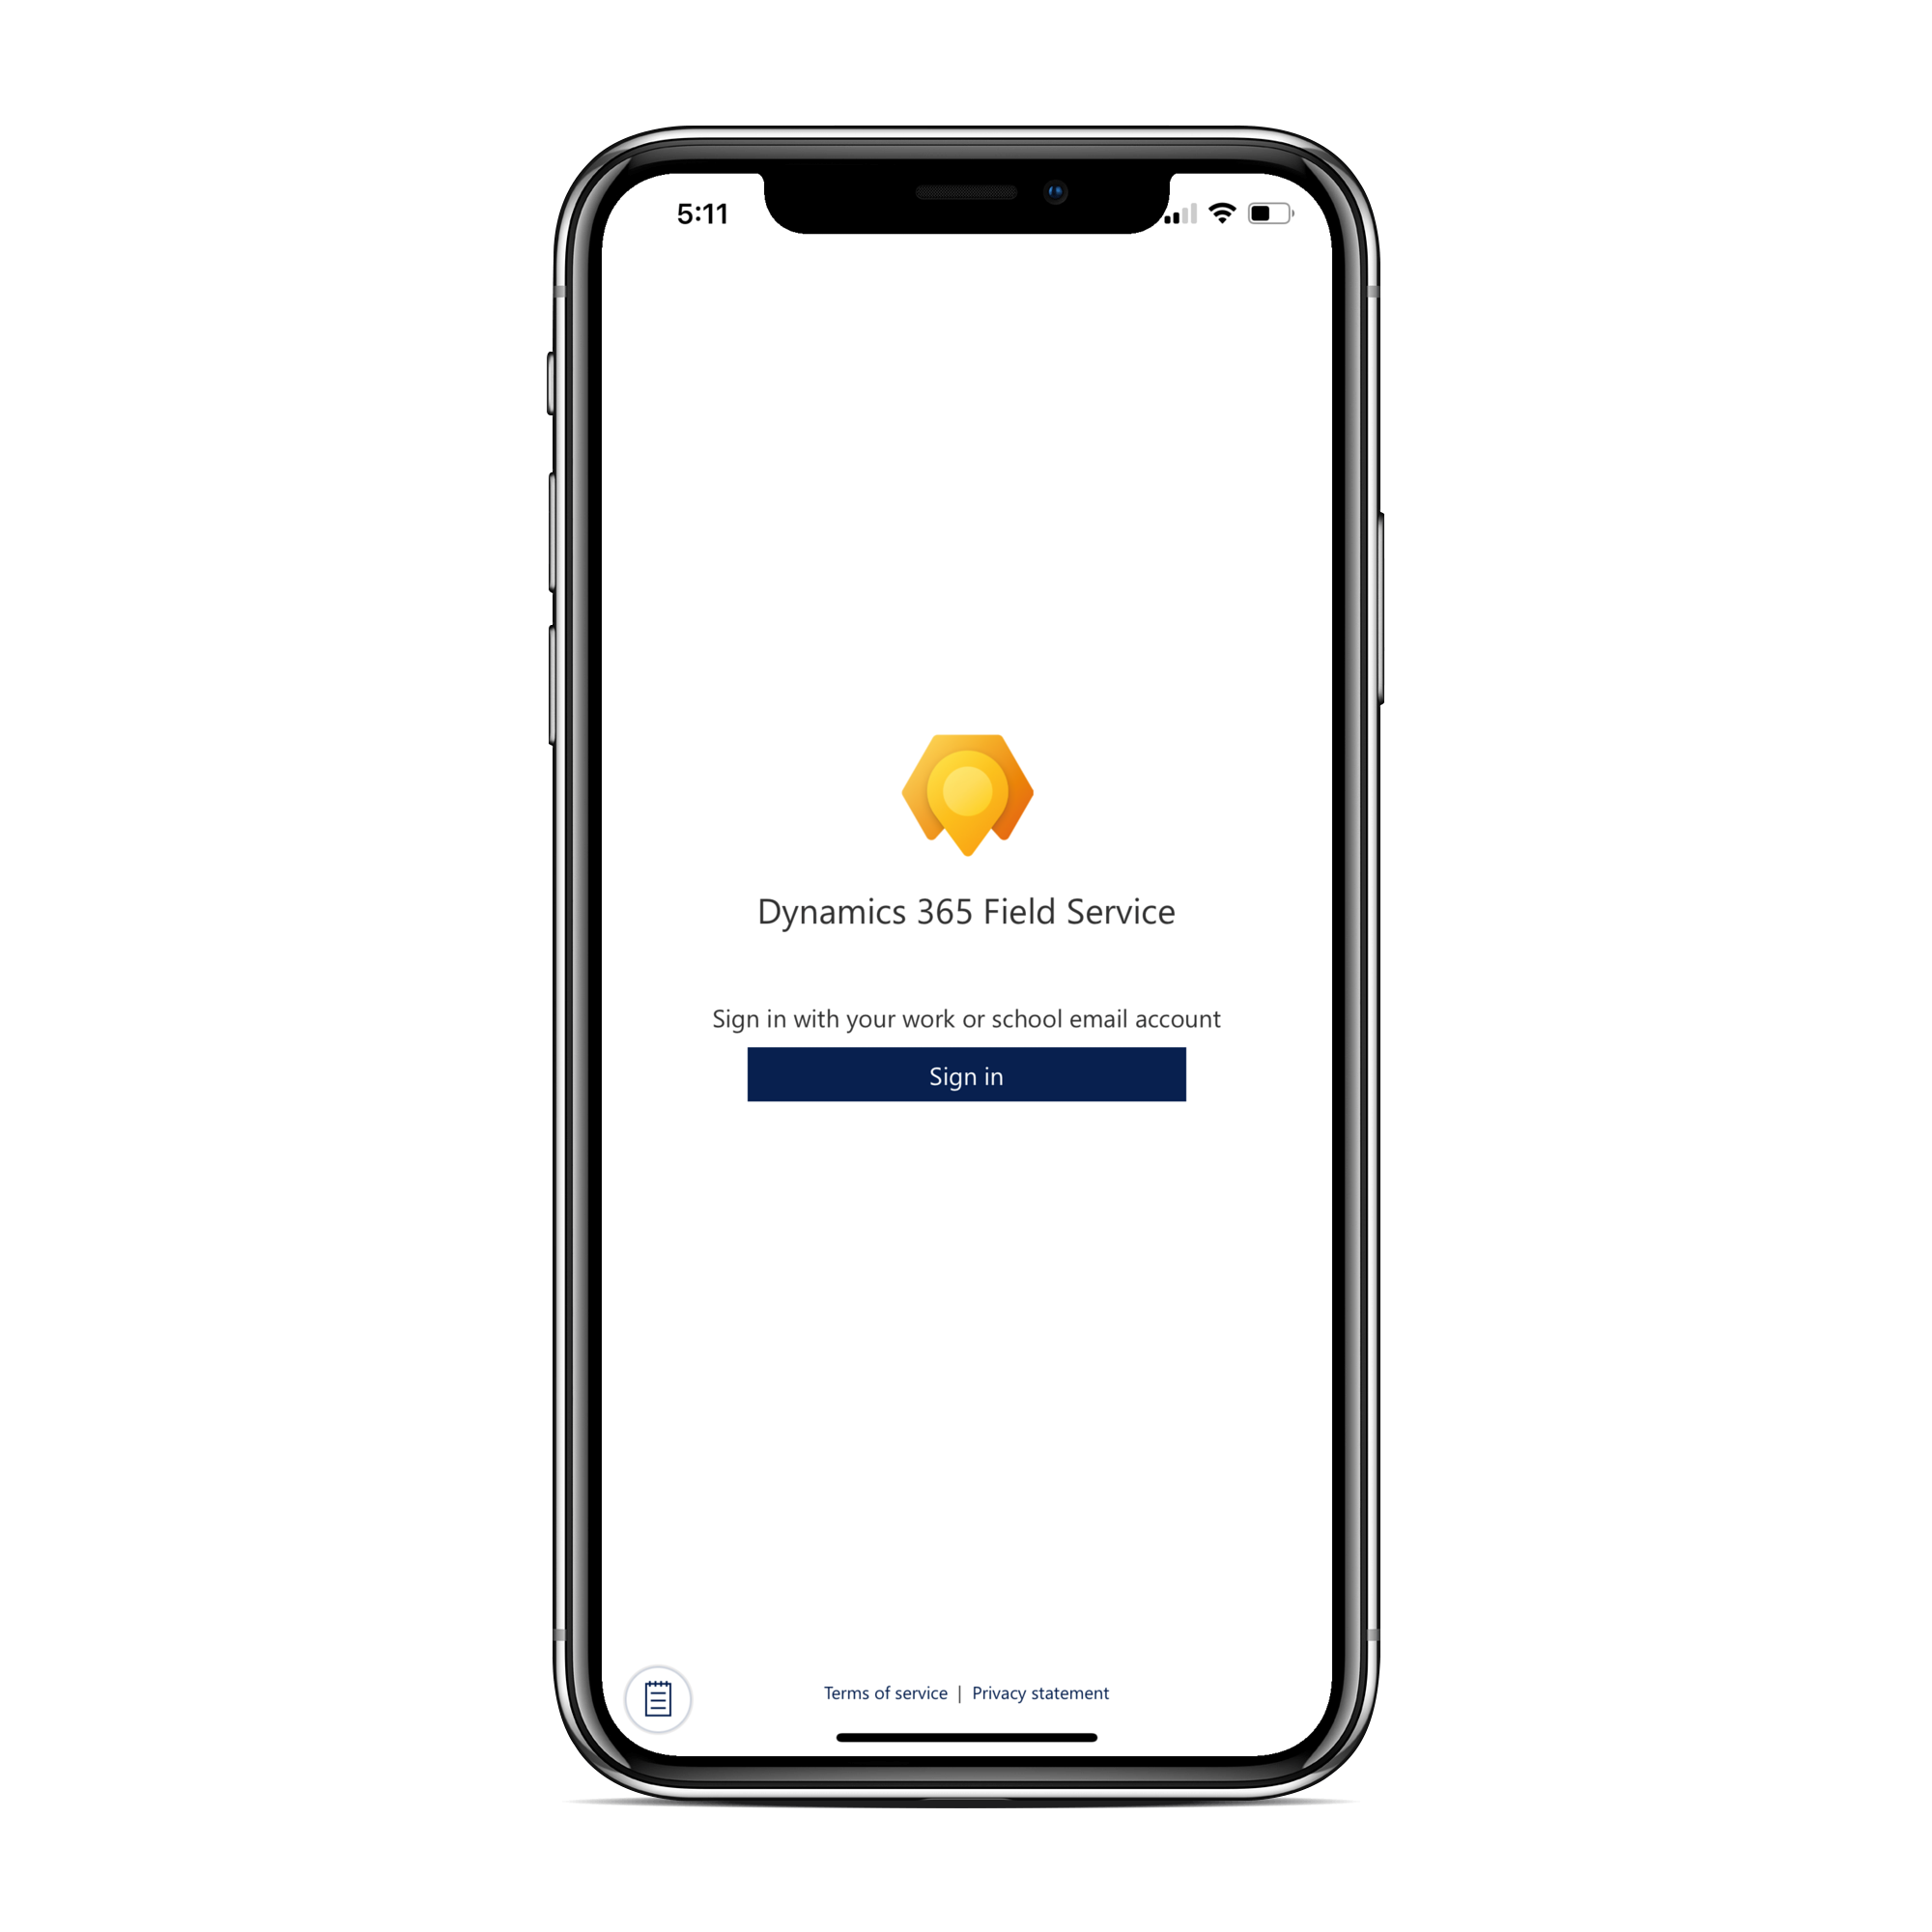 5:11
Dynamics 365 Field Service
Sign in with your work or school email account
Sign in
Terms of service | Privacy statement